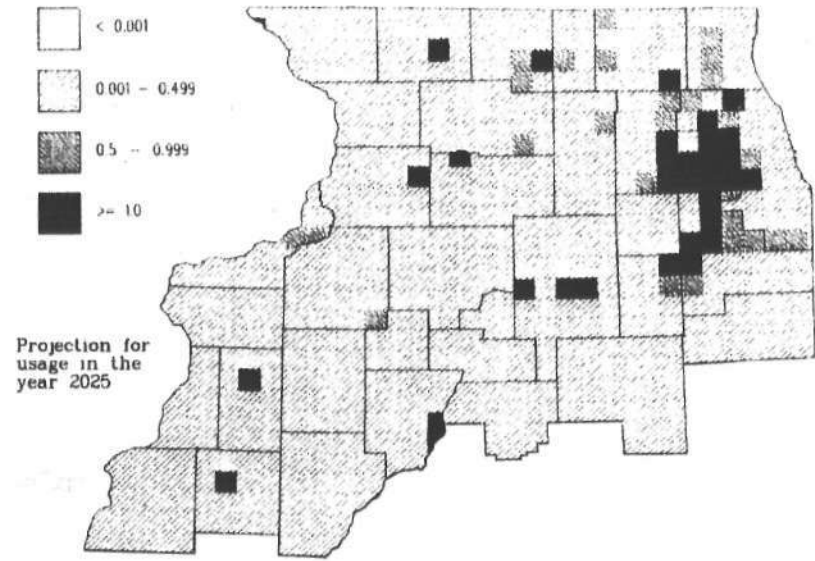 < 0.001
0.001 - 0.499
0.5 - 0.999
>= 10
Projection for
usage in the
year 2025